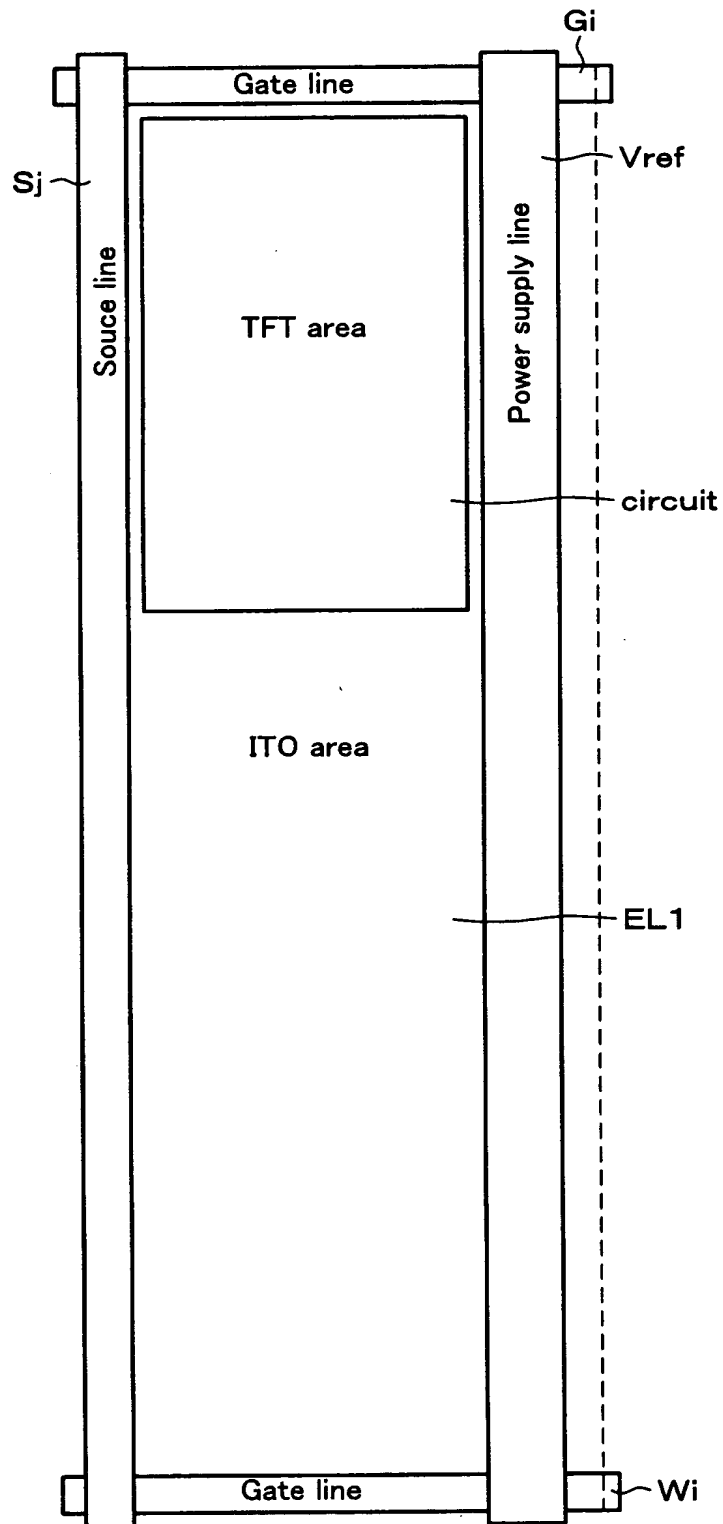 Gi
Gate line
Vref
Sj
Souce line
Power supply line
TFT area
circuit
ITO area
EL1
Gate line
Wi